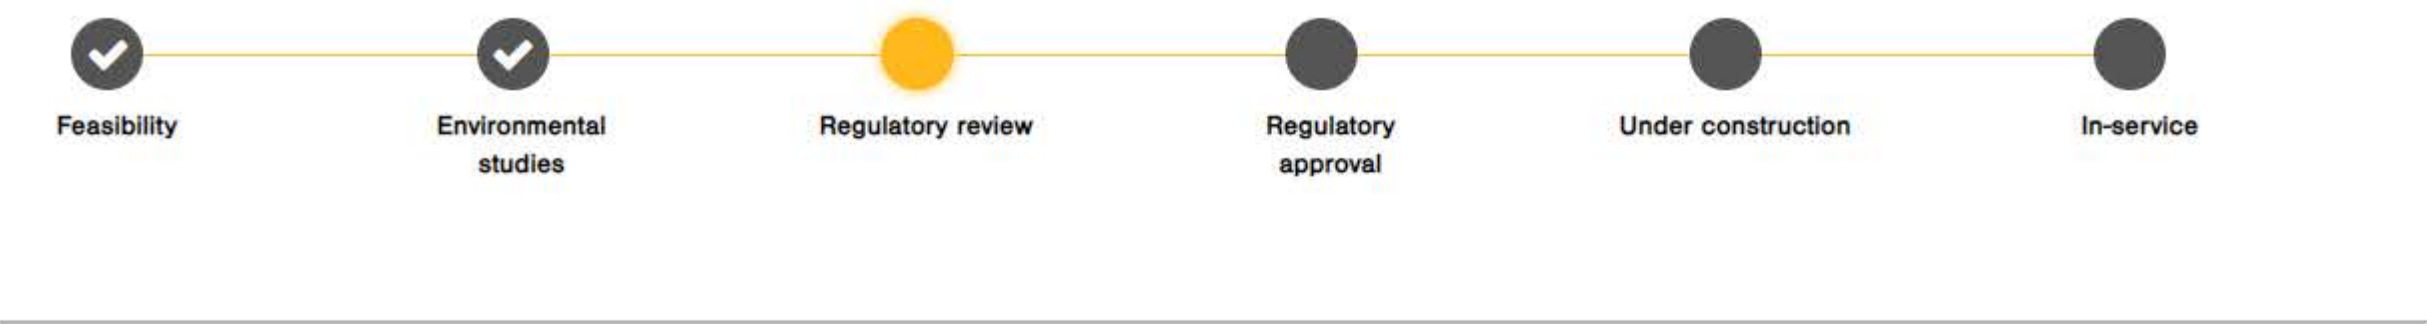 Feasibility
Environmental
studies
Regulatory review
Regulatory
approval
Under construction
In-service